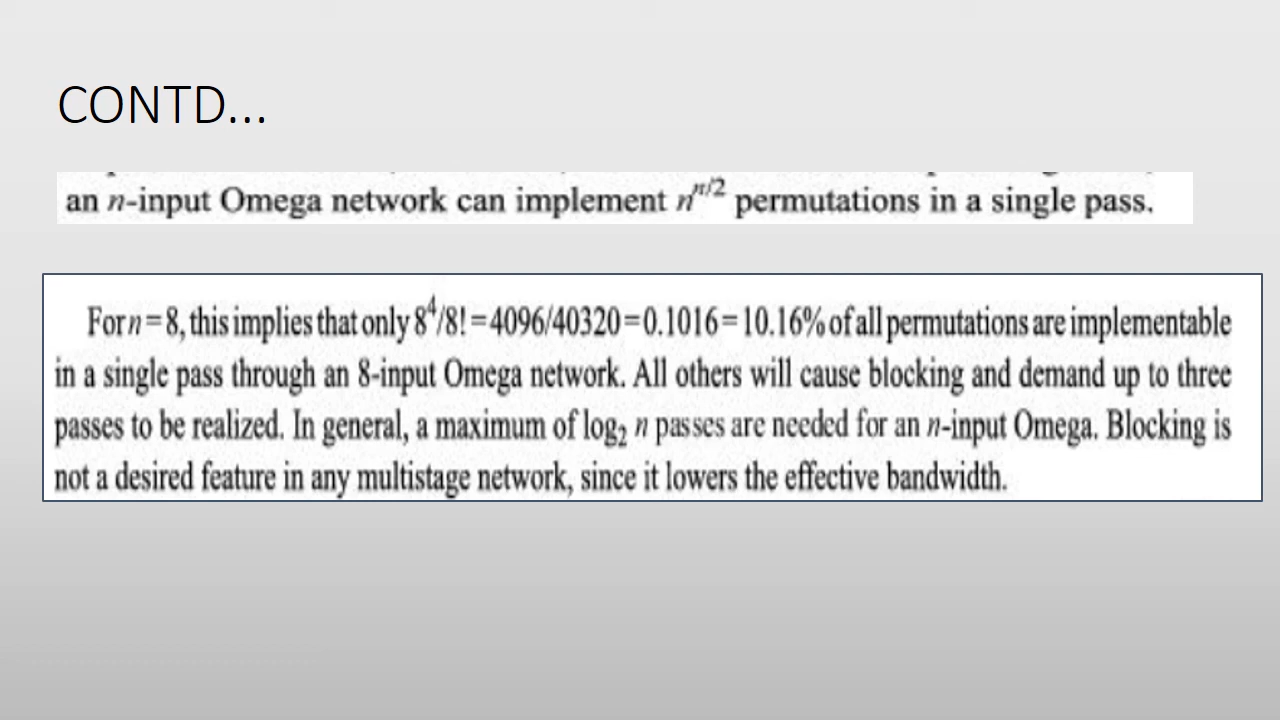 CONTD...
an n-input Omega network can implement n^{n/2} permutations in a single pass.
For n=8, this implies that only 8^4/8! =4096/40320=0.1016=10.16% of all permutations are implementable
in a single pass through an 8-input Omega network. All others will cause blocking and demand up to three
passes to be realized. In general, a maximum of log₂ n passes are needed for an n-input Omega. Blocking is
not a desired feature in any multistage network, since it lowers the effective bandwidth.